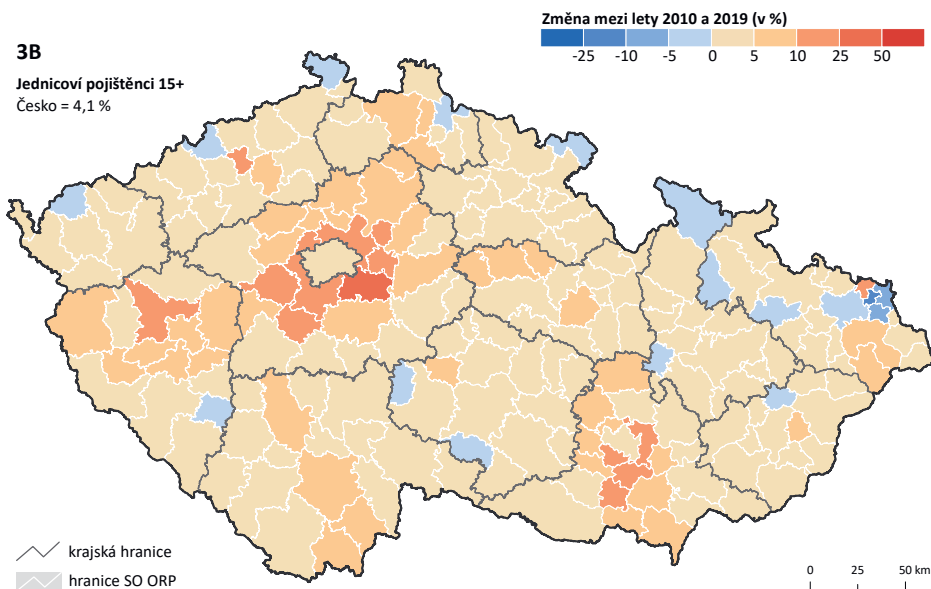 Změna mezi lety 2010 a 2019 (v %)
-25 -10 -5 0 5 10 25 50
3B
Jednicoví pojištěnci 15+
Česko = 4,1 %
krajská hranice
hranice SO ORP
0 25 50 km